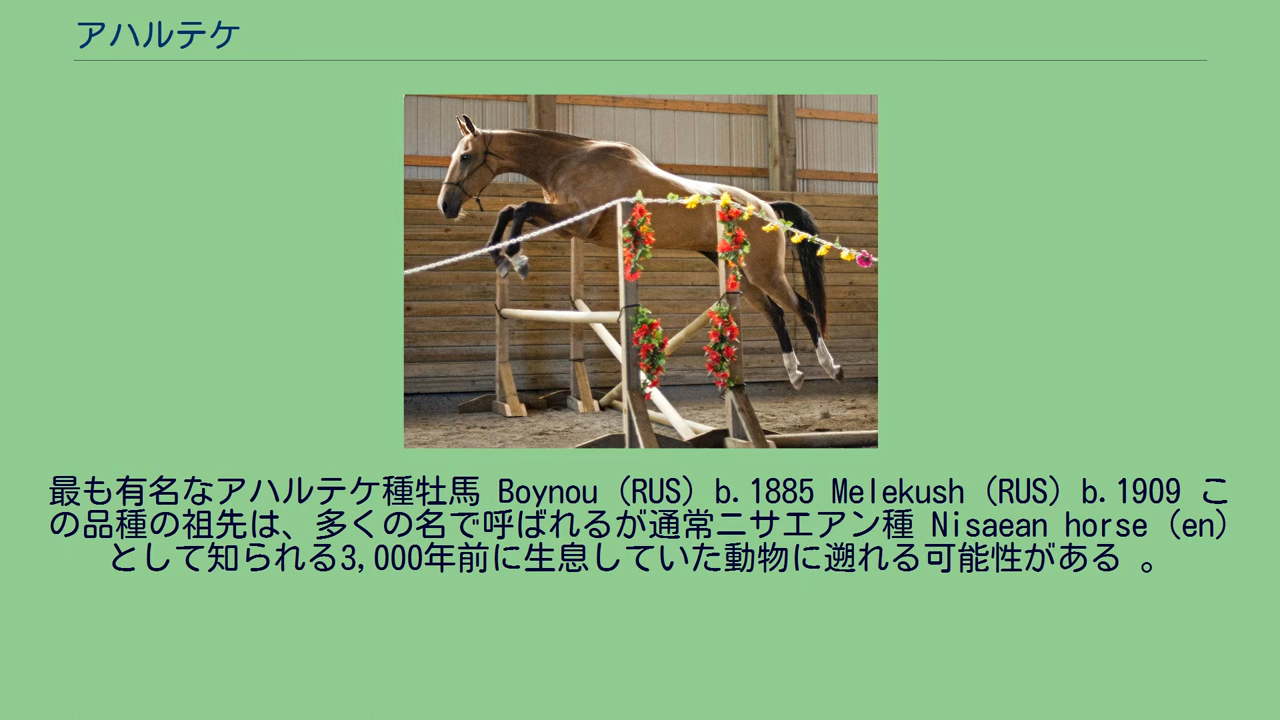 アハルテケ
最も有名なアハルテケ種牡馬 Boynou (RUS) b.1885 Melekush (RUS) b.1909 こ
の品種の祖先は、多くの名で呼ばれるが通常ニサエアン種 Nisaean horse (en)
として知られる3,000年前に生息していた動物に遡れる可能性がある 。